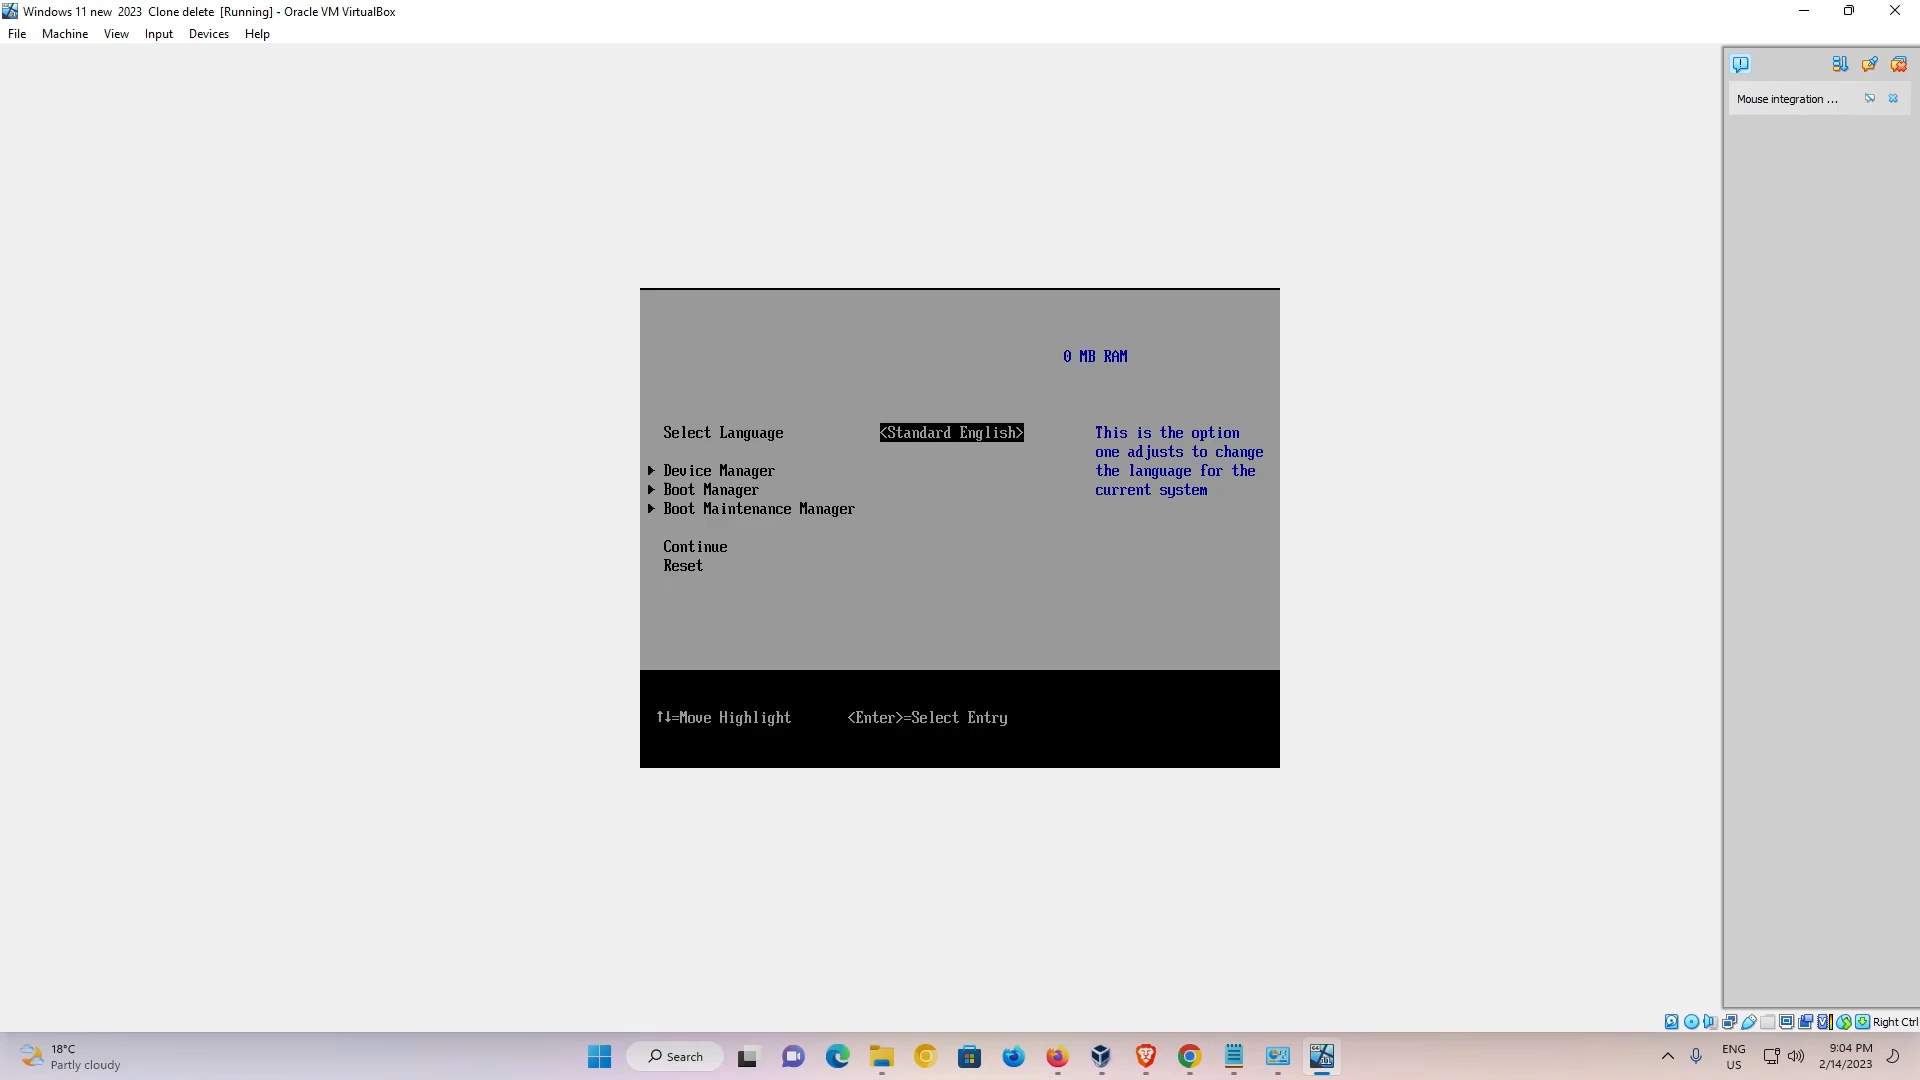 Windows 11 new 2023 Clone delete [Running] - Oracle VM VirtualBox
File Machine View Input Devices Help
Mouse integration ...
0 MB RAM
Select Language <Standard English> This is the option
one adjusts to change
Device Manager the language for the
Boot Manager current system
Boot Maintenance Manager
Continue
Reset
↑↓=Move Highlight <Enter>=Select Entry
Right Ctrl
18°C
Partly cloudy
Search
ENG
US
9:04 PM
2/14/2023